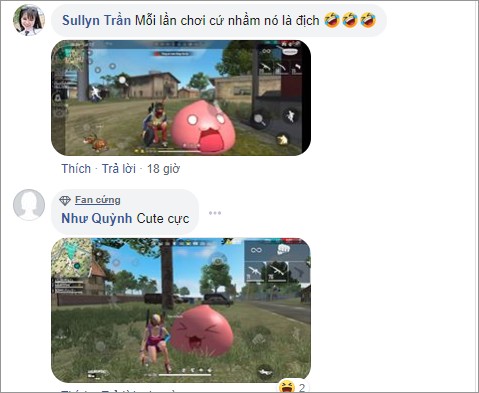 Sullyn Trần Mỗi lần chơi cứ nhầm nó là địch 🤣🤣🤣
Thích · Trả lời · 18 giờ
Fan cứng
Như Quỳnh Cute cực
2